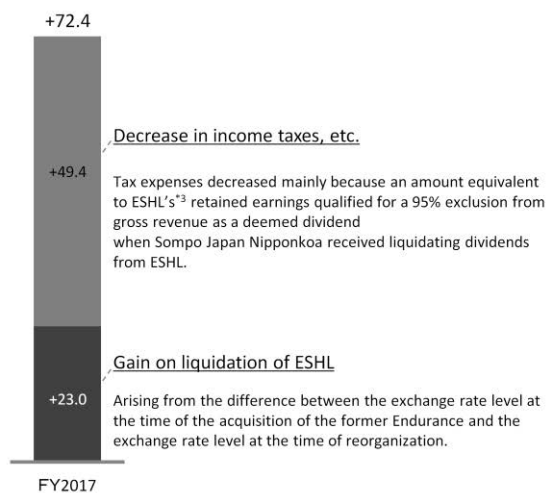 +72.4
Decrease in income taxes, etc.
+49.4
Tax expenses decreased mainly because an amount equivalent
to ESHL's*3 retained earnings qualified for a 95% exclusion from
gross revenue as a deemed dividend
when Sompo Japan Nipponkoa received liquidating dividends
from ESHL.
Gain on liquidation of ESHL
+23.0
Arising from the difference between the exchange rate level at
the time of the acquisition of the former Endurance and the
exchange rate level at the time of reorganization.
FY2017